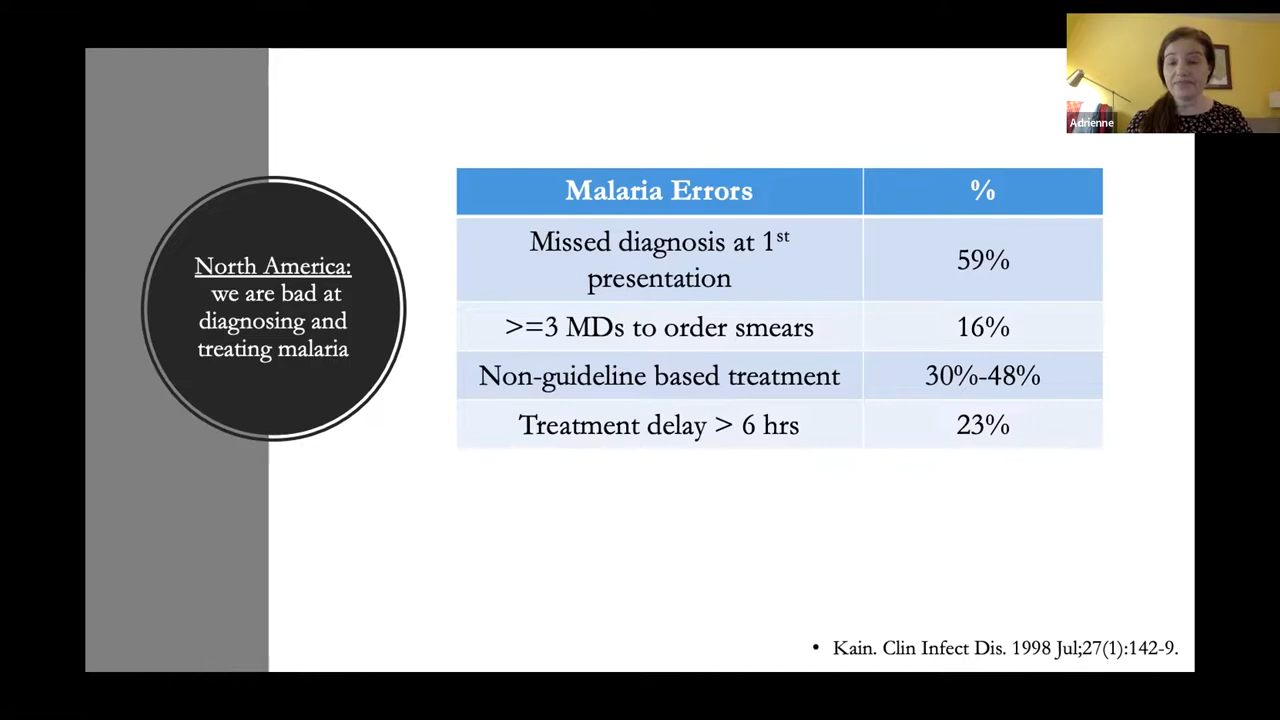 Adrienne
North America:
we are bad at
diagnosing and
treating malaria
Malaria Errors %
Missed diagnosis at 1st
presentation
59%
>=3 MDs to order smears 16%
Non-guideline based treatment 30%-48%
Treatment delay > 6 hrs 23%
• Kain. Clin Infect Dis. 1998 Jul;27(1):142-9.